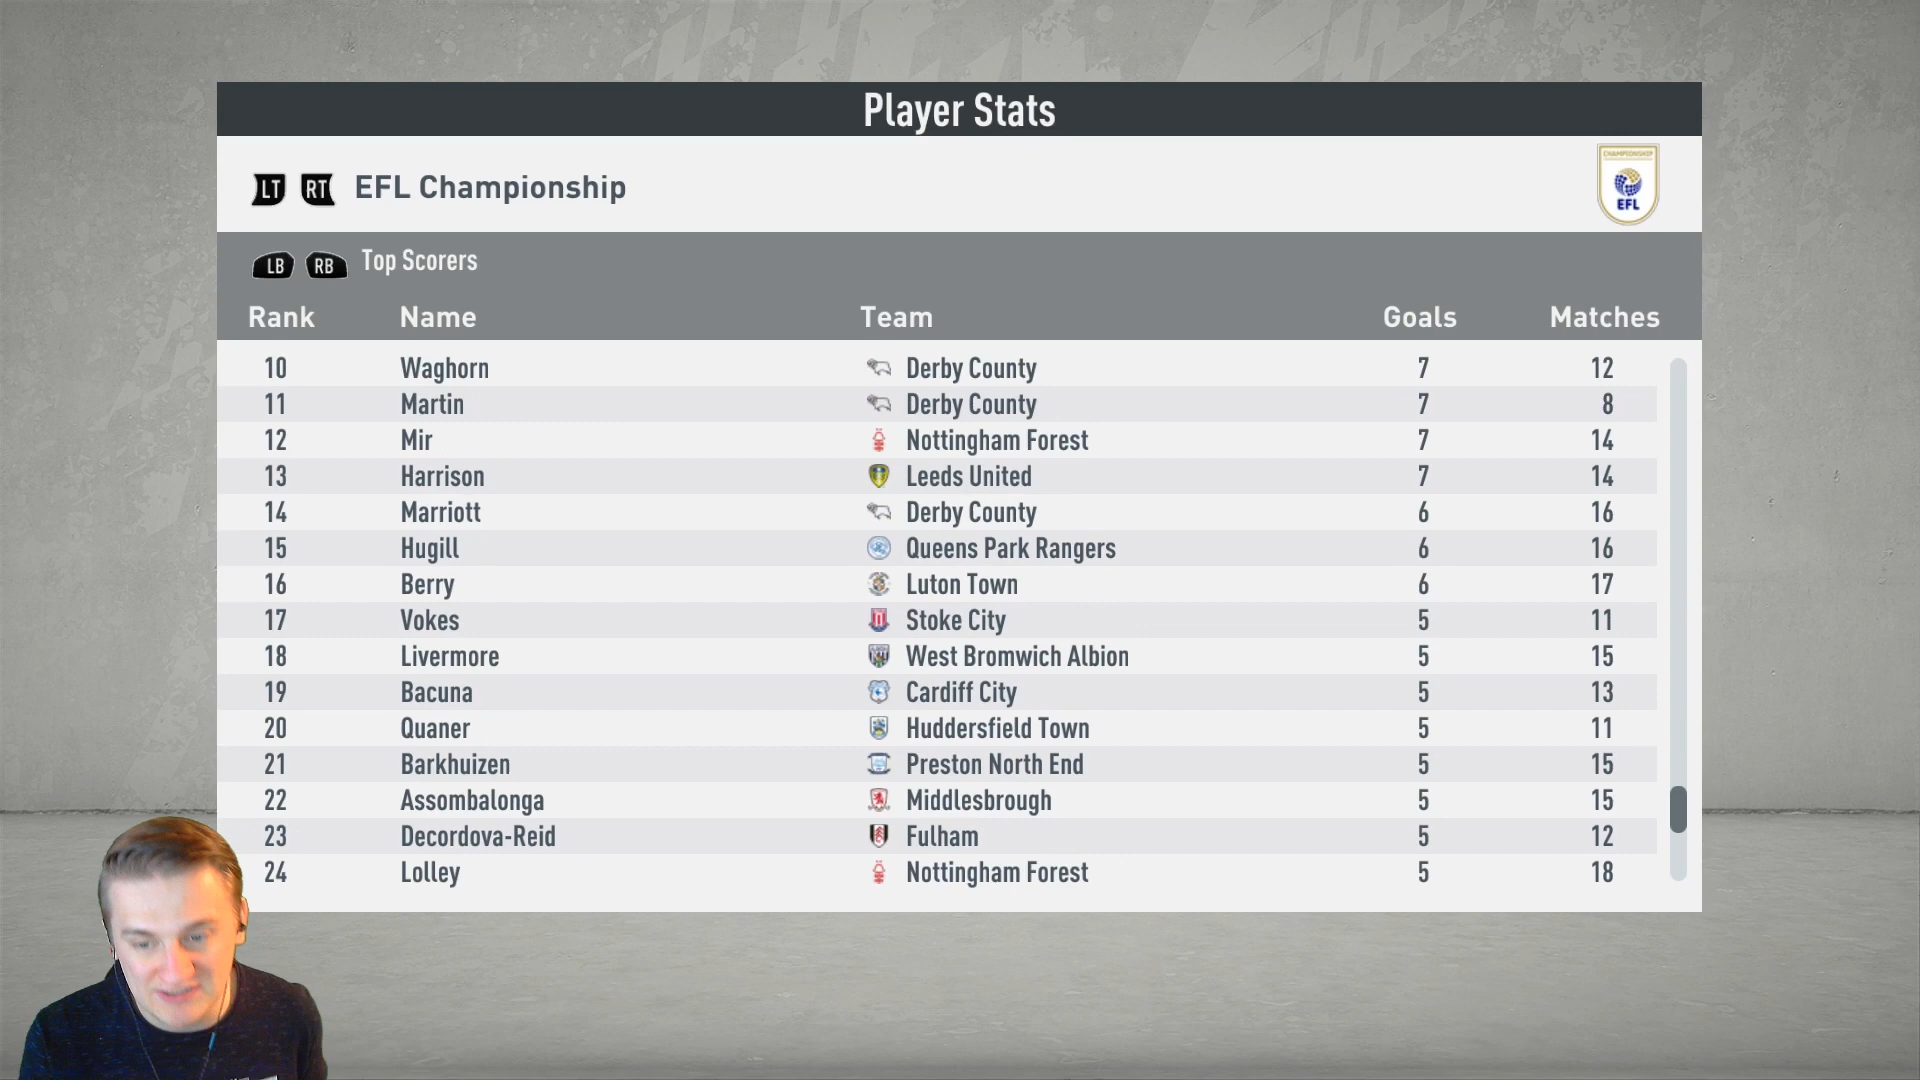 Player Stats
LT RT EFL Championship
CHAMPIONSHIP
EFL
LB RB Top Scorers
Rank Name Team Goals Matches
10 Waghorn Derby County 7 12
11 Martin Derby County 7 8
12 Mir Nottingham Forest 7 14
13 Harrison Leeds United 7 14
14 Marriott Derby County 6 16
15 Hugill Queens Park Rangers 6 16
16 Berry Luton Town 6 17
17 Vokes Stoke City 5 11
18 Livermore West Bromwich Albion 5 15
19 Bacuna Cardiff City 5 13
20 Quaner Huddersfield Town 5 11
21 Barkhuizen Preston North End 5 15
22 Assombalonga Middlesbrough 5 15
23 Decordova-Reid Fulham 5 12
24 Lolley Nottingham Forest 5 18